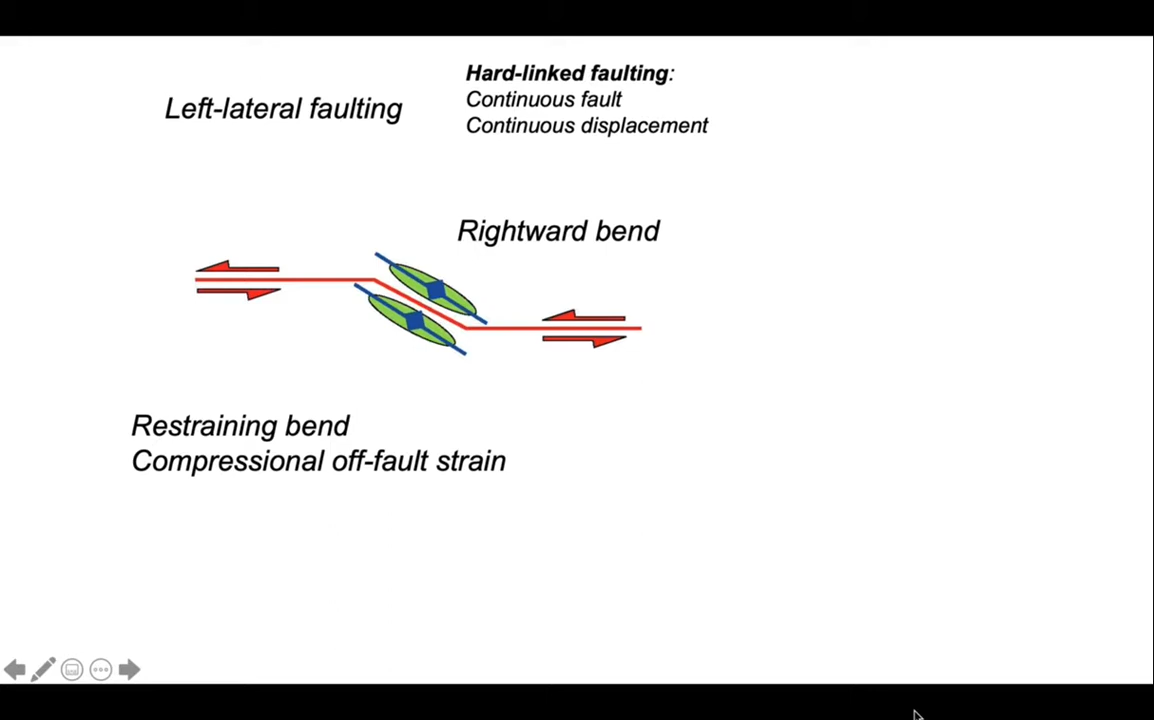 Left-lateral faulting
Hard-linked faulting:
Continuous fault
Continuous displacement
Rightward bend
Restraining bend
Compressional off-fault strain